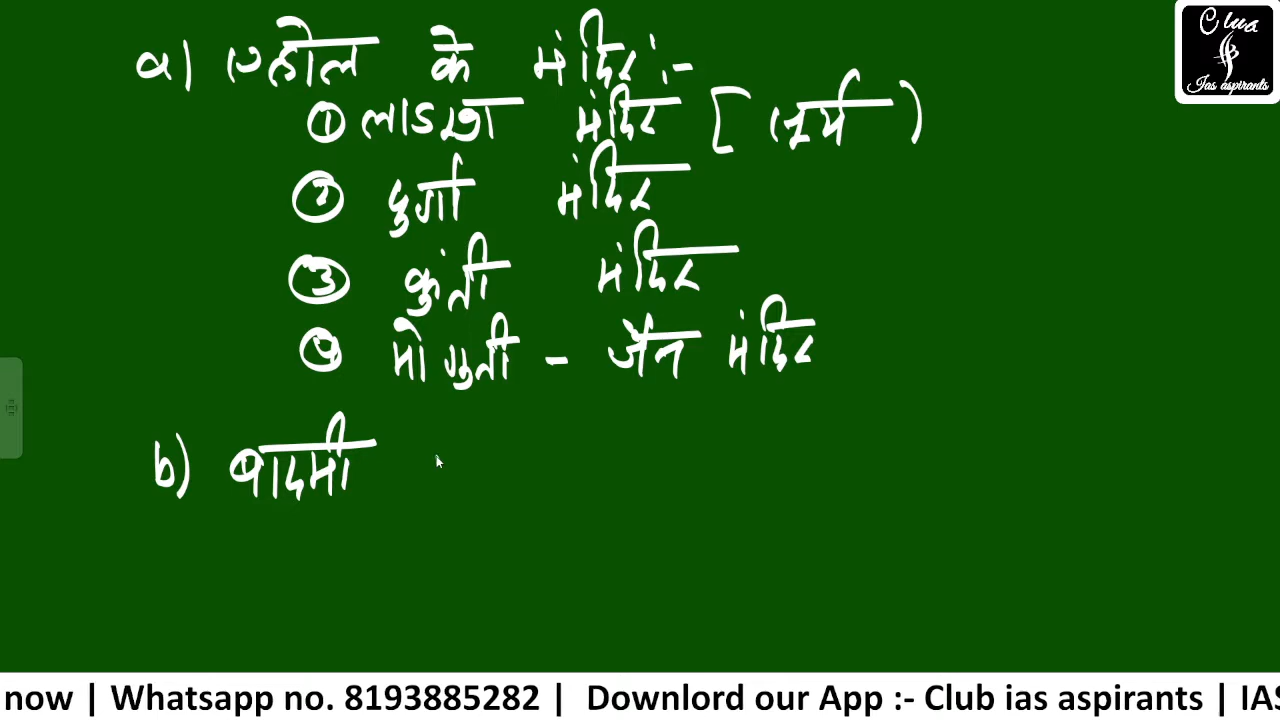 Club
Ias aspirants
a) एहोल के मंदिर :-
① लाडखा मंदिर [सूर्य)
② दुर्गा मंदिर
③ कुंती मंदिर
④ मेगुती - जैन मंदिर
b) बादमी
now | Whatsapp no. 8193885282 | Downlord our App :- Club ias aspirants | IAS